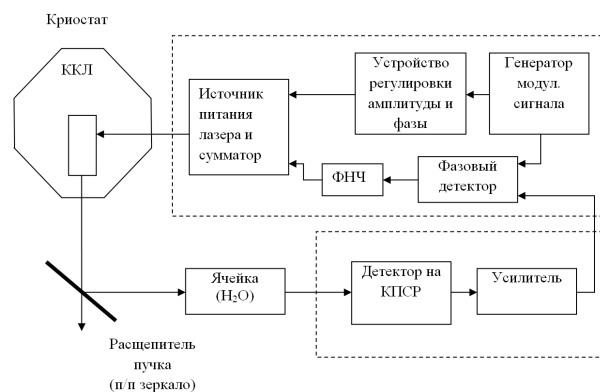 Криостат
ККЛ
Источник
питания
лазера и
сумматор
Устройство
регулировки
амплитуды и
фазы
Генератор
модул.
сигнала
ФНЧ
Фазовый
детектор
Ячейка
(H₂O)
Детектор на
КПСР
Усилитель
Расщепитель
пучка
(п/п зеркало)